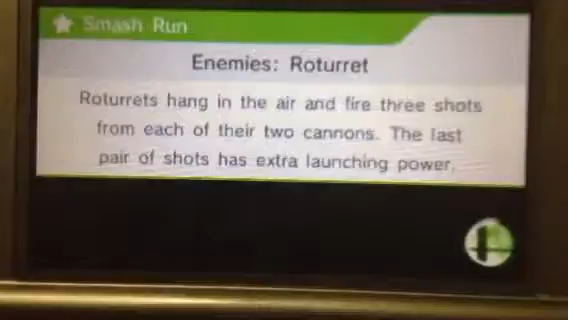 Smash Run
Enemies: Roturret
Roturrets hang in the air and fire three shots
from each of their two cannons. The last
pair of shots has extra launching power.